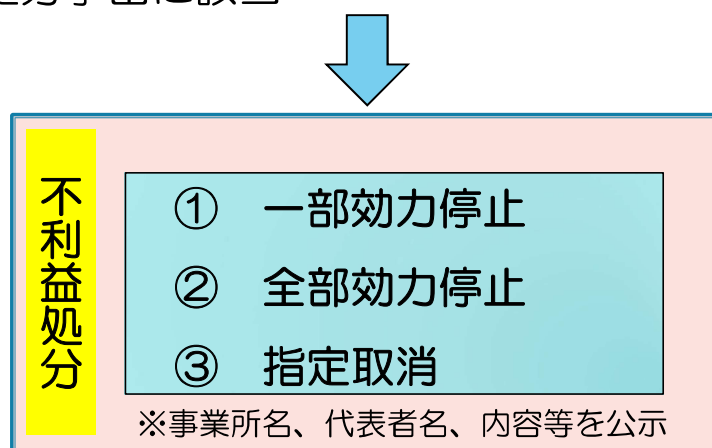 不利益処分
① 一部効力停止
② 全部効力停止
③ 指定取消
※事業所名、代表者名、内容等を公示